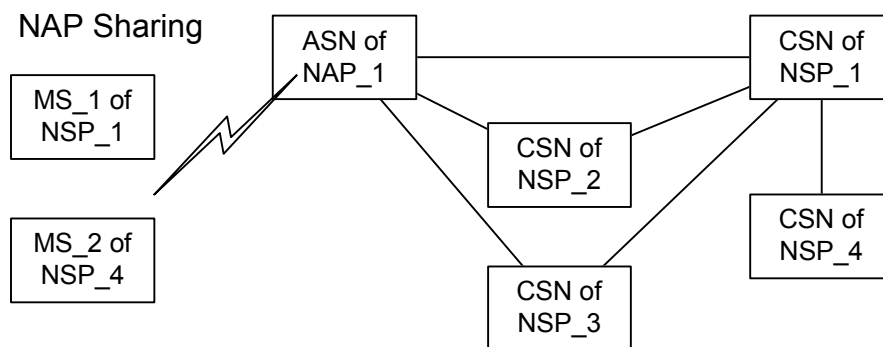 NAP Sharing
ASN of
NAP_1
CSN of
NSP_1
MS_1 of
NSP_1
CSN of
NSP_2
MS_2 of
NSP_4
CSN of
NSP_4
CSN of
NSP_3